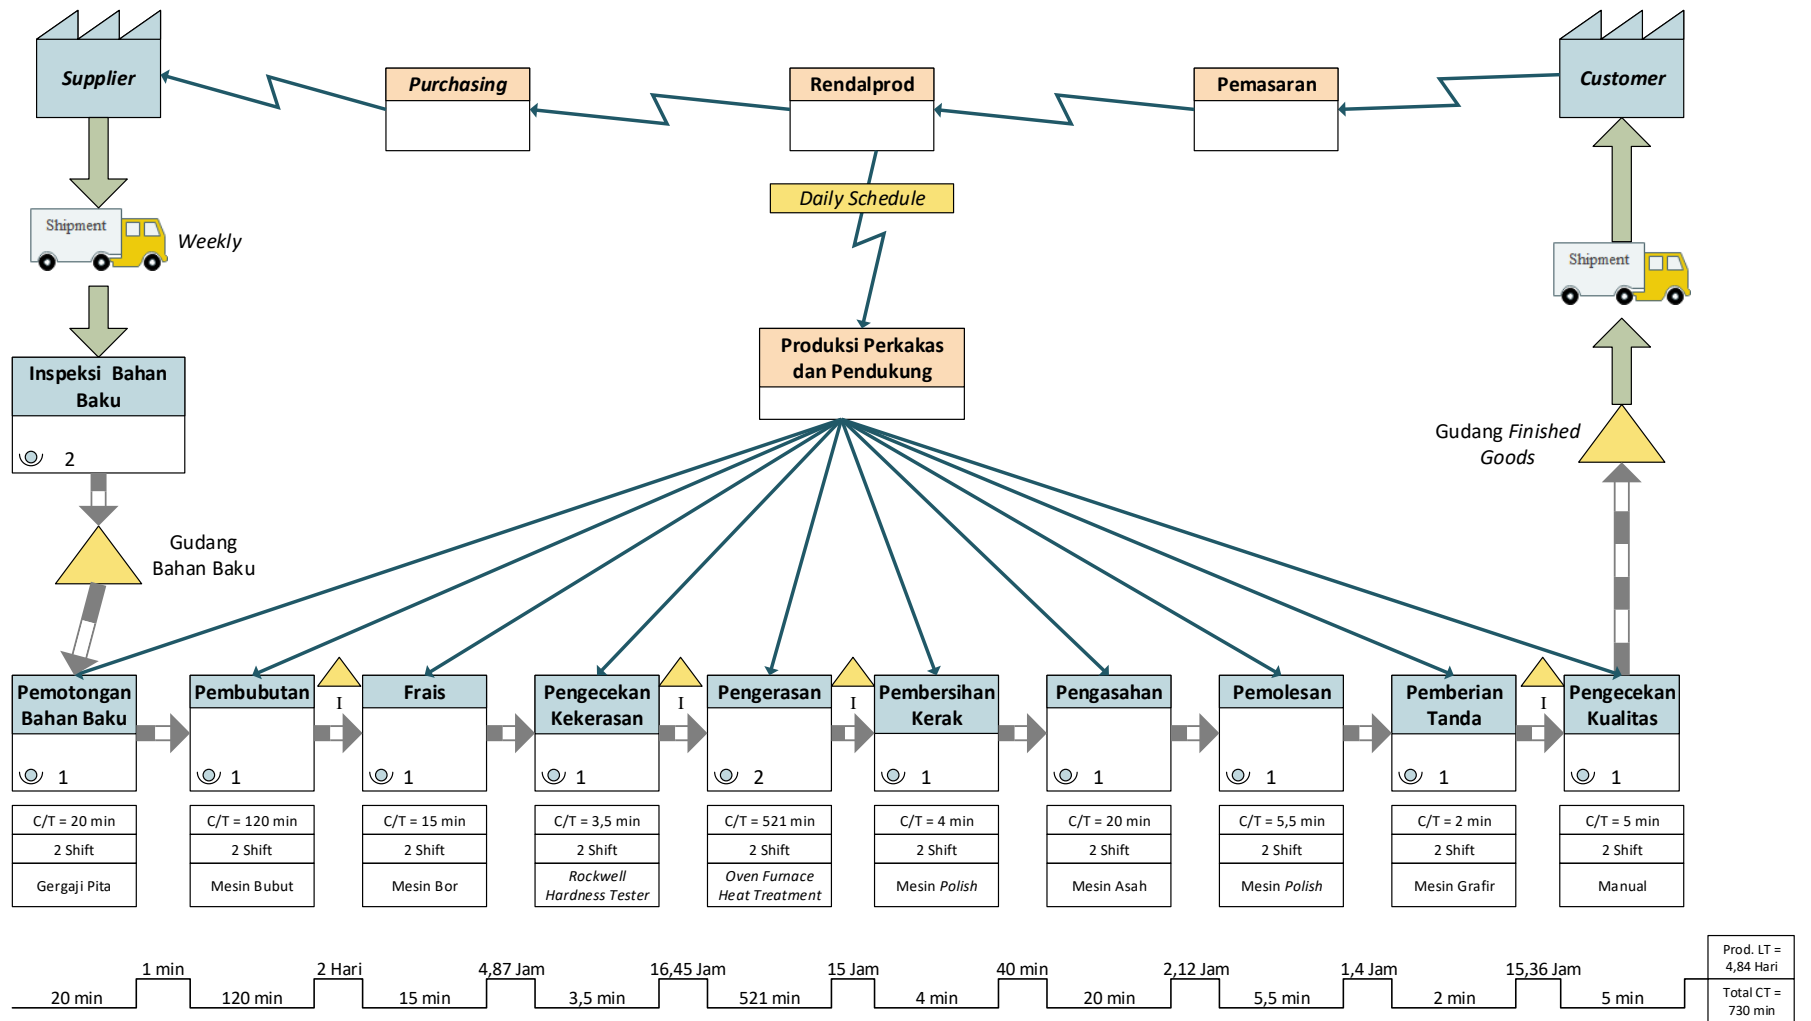 Supplier
Purchasing
Rendalprod
Pemasaran
Customer
Daily Schedule
Shipment
Weekly
Shipment
Produksi Perkakas
dan Pendukung
Inspeksi Bahan
Baku
2
Gudang Finished
Goods
Gudang
Bahan Baku
Pemotongan
Bahan Baku
1
Pembubutan
1
I
Frais
1
Pengecekan
Kekerasan
1
I
Pengerasan
2
I
Pembersihan
Kerak
1
Pengasahan
1
Pemolesan
1
Pemberian
Tanda
1
I
Pengecekan
Kualitas
1
C/T = 20 min
2 Shift
Gergaji Pita
C/T = 120 min
2 Shift
Mesin Bubut
C/T = 15 min
2 Shift
Mesin Bor
C/T = 3,5 min
2 Shift
Rockwell
Hardness Tester
C/T = 521 min
2 Shift
Oven Furnace
Heat Treatment
C/T = 4 min
2 Shift
Mesin Polish
C/T = 20 min
2 Shift
Mesin Asah
C/T = 5,5 min
2 Shift
Mesin Polish
C/T = 2 min
2 Shift
Mesin Grafir
C/T = 5 min
2 Shift
Manual
1 min
2 Hari
4,87 Jam
16,45 Jam
15 Jam
40 min
2,12 Jam
1,4 Jam
15,36 Jam
20 min
120 min
15 min
3,5 min
521 min
4 min
20 min
5,5 min
2 min
5 min
Prod. LT =
4,84 Hari
Total CT =
730 min